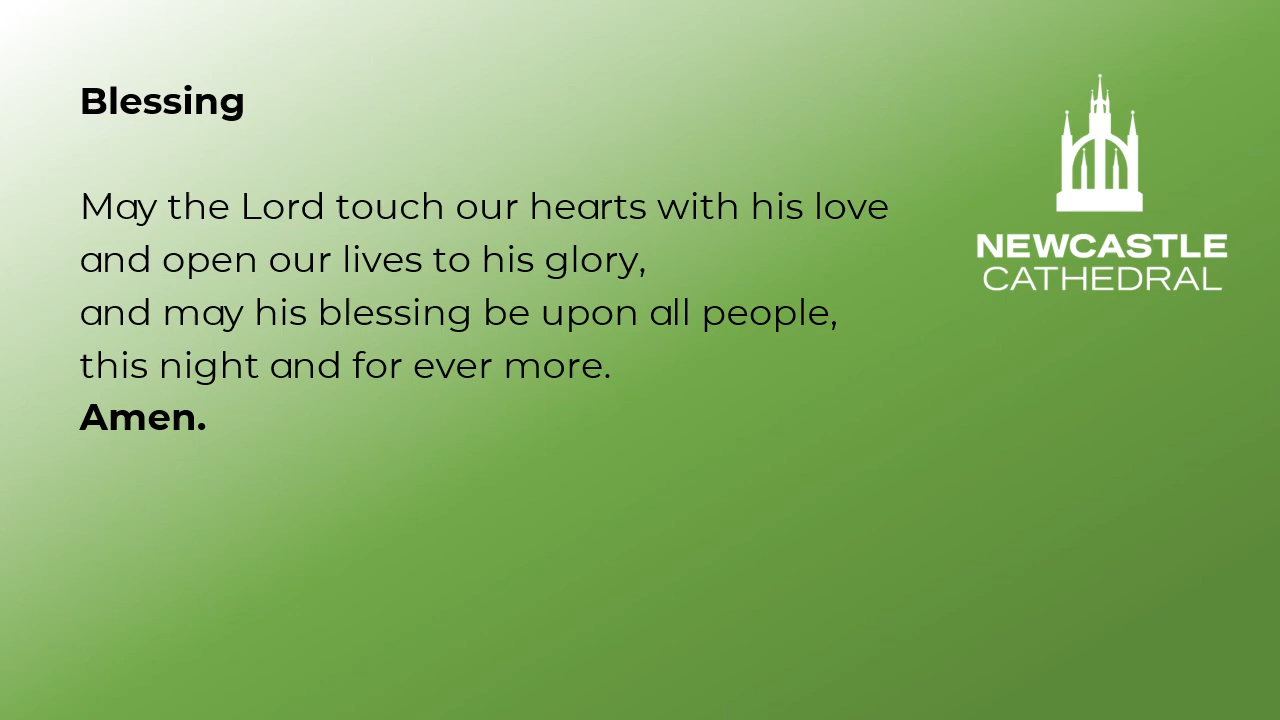 Blessing
May the Lord touch our hearts with his love
and open our lives to his glory,
and may his blessing be upon all people,
this night and for ever more.
Amen.
NEWCASTLE
CATHEDRAL